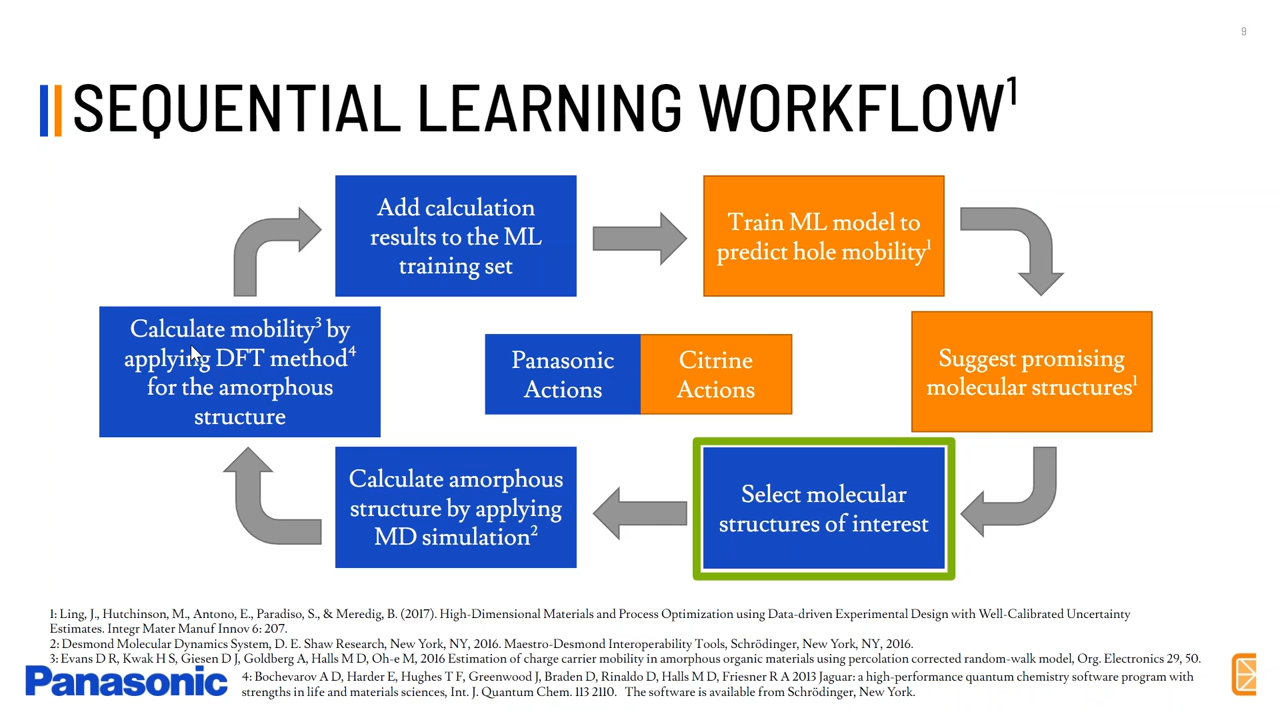 9
SEQUENTIAL LEARNING WORKFLOW1
Add calculation
results to the ML
training set
Train ML model to
predict hole mobility1
Calculate mobility3 by
applying DFT method4
for the amorphous
structure
Panasonic
Actions
Citrine
Actions
Suggest promising
molecular structures1
Calculate amorphous
structure by applying
MD simulation2
Select molecular
structures of interest
1: Ling, J., Hutchinson, M., Antono, E., Paradiso, S., & Meredig, B. (2017). High-Dimensional Materials and Process Optimization using Data-driven Experimental Design with Well-Calibrated Uncertainty
Estimates. Integr Mater Manuf Innov 6: 207.
2: Desmond Molecular Dynamics System, D. E. Shaw Research, New York, NY, 2016. Maestro-Desmond Interoperability Tools, Schrödinger, New York, NY, 2016.
3: Evans D R, Kwak H S, Giesen D J, Goldberg A, Halls M D, Oh-e M, 2016 Estimation of charge carrier mobility in amorphous organic materials using percolation corrected random-walk model, Org. Electronics 29, 50.
4: Bochevarov A D, Harder E, Hughes T F, Greenwood J, Braden D, Rinaldo D, Halls M D, Friesner R A 2013 Jaguar: a high-performance quantum chemistry software program with
strengths in life and materials sciences, Int. J. Quantum Chem. 113 2110. The software is available from Schrödinger, New York.
Panasonic